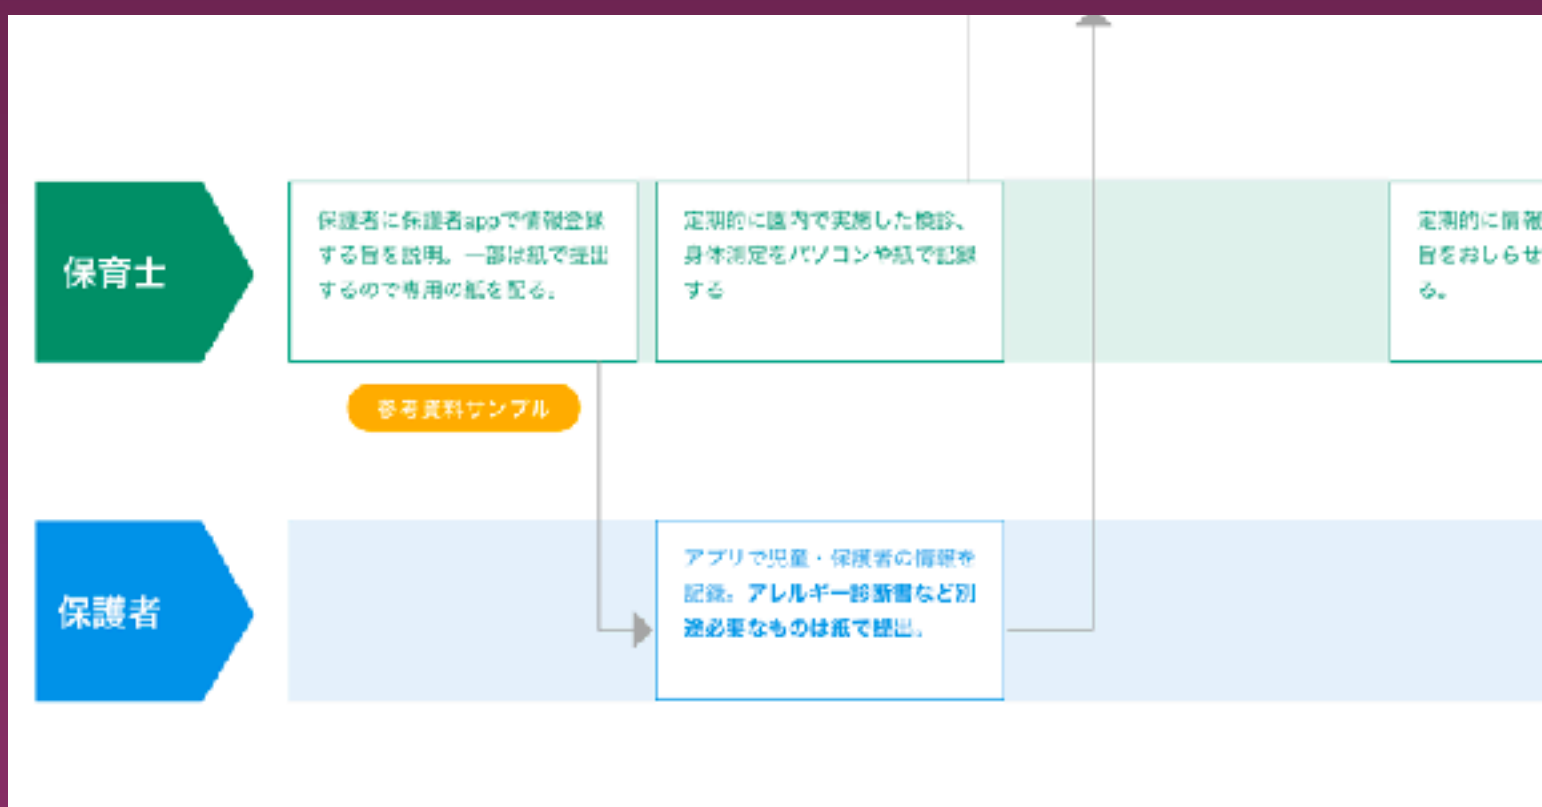 保育士
保護者に保護者appで情報登録
する旨を説明。一部は紙で提出
するので専用の紙を配る。
定期的に園内で実施した検診、
身体測定をパソコンや紙で記録
する
定期的に情報
旨をおしらせ
る。
参考資料サンプル
保護者
アプリで児童・保護者の情報を
記録。アレルギー診断書など別
途必要なものは紙で提出。